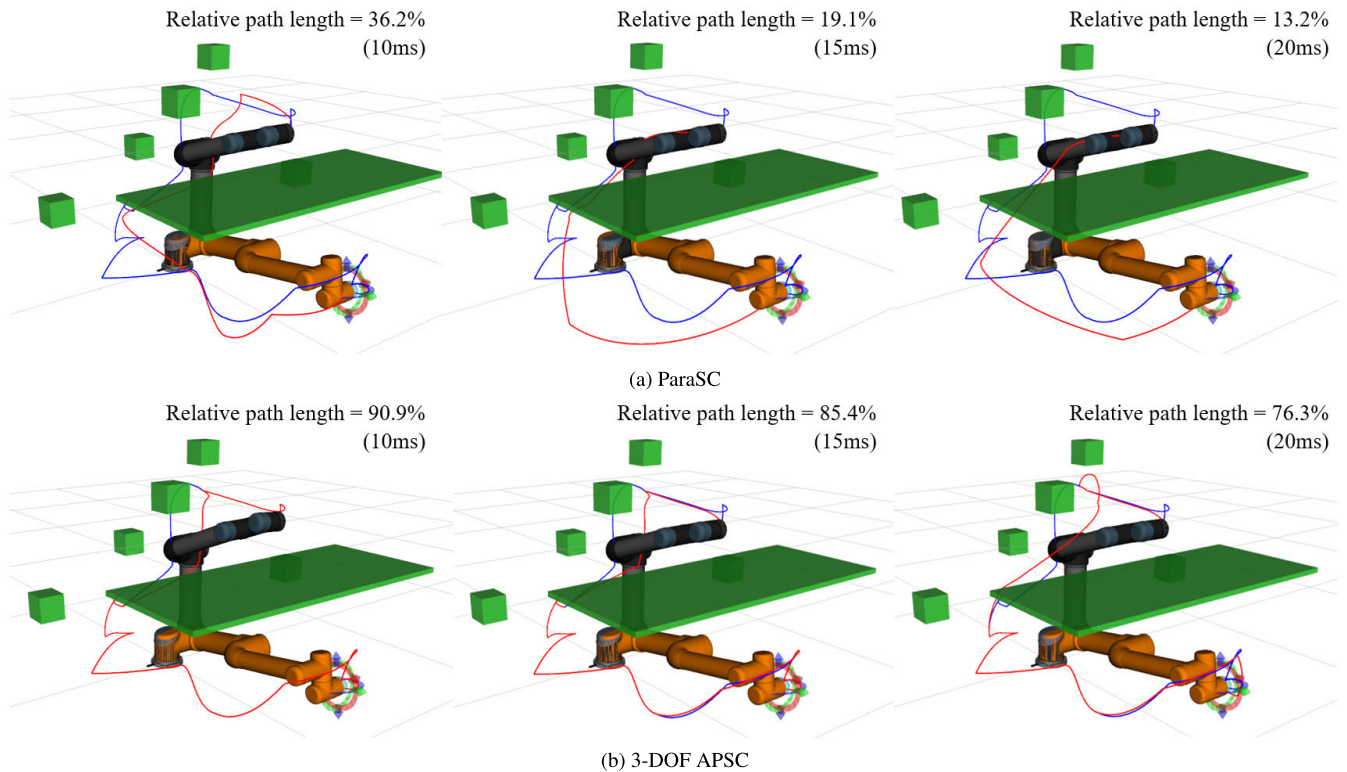 Relative path length = 36.2%
(10ms)
Relative path length = 19.1%
(15ms)
Relative path length = 13.2%
(20ms)
(a) ParaSC
Relative path length = 90.9%
(10ms)
Relative path length = 85.4%
(15ms)
Relative path length = 76.3%
(20ms)
(b) 3-DOF APSC